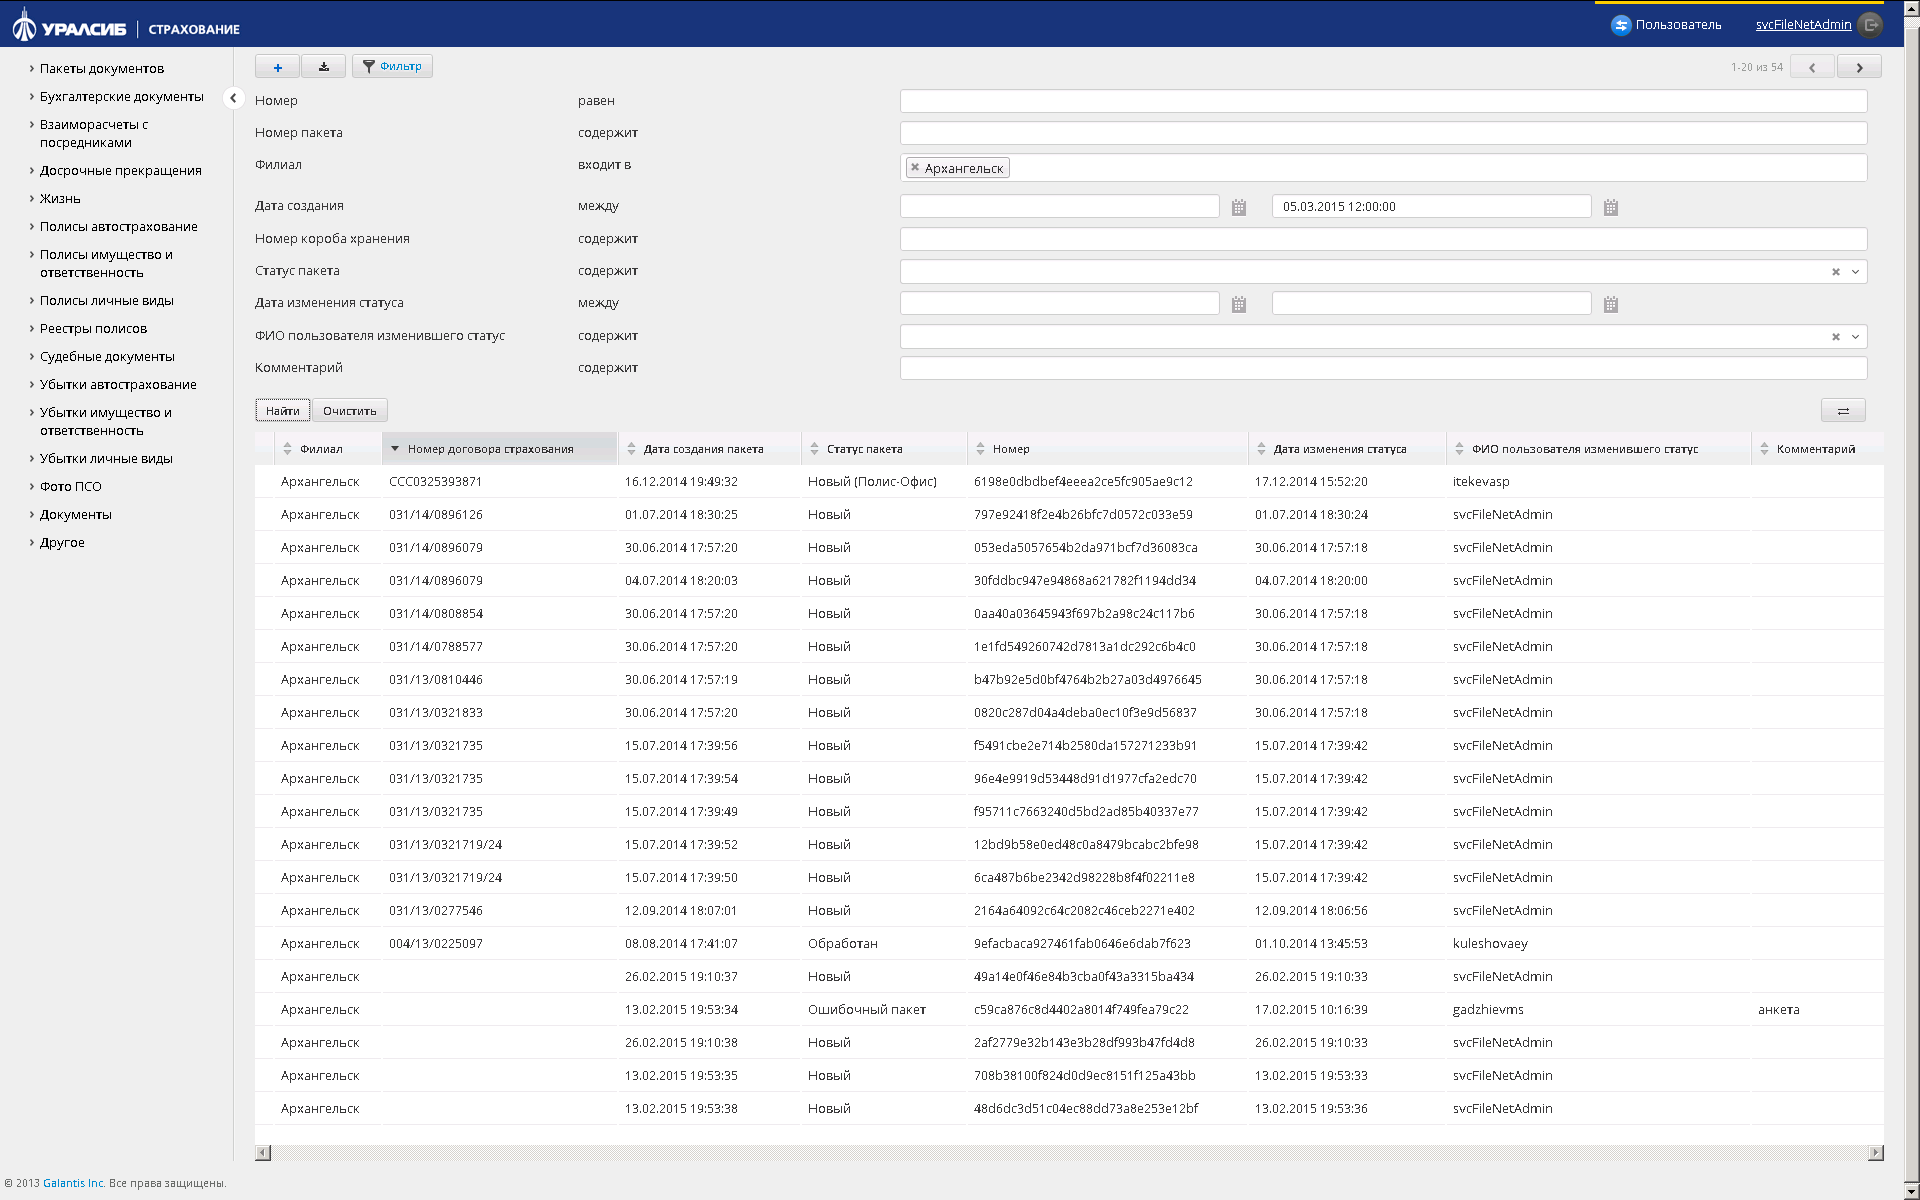 УРАЛСИБ | СТРАХОВАНИЕ
Пользователь svcFileNetAdmin
Пакеты документов
Бухгалтерские документы
Взаиморасчеты с
посредниками
Досрочные прекращения
Жизнь
Полисы автострахование
Полисы имущество и
ответственность
Полисы личные виды
Реестры полисов
Судебные документы
Убытки автострахование
Убытки имущество и
ответственность
Убытки личные виды
Фото ПСО
Документы
Другое
Фильтр
1-20 из 54
Номер равен
Номер пакета содержит
Филиал входит в Архангельск
Дата создания между 05.03.2015 12:00:00
Номер короба хранения содержит
Статус пакета содержит
Дата изменения статуса между
ФИО пользователя изменившего статус содержит
Комментарий содержит
Найти Очистить
Филиал Номер договора страхования Дата создания пакета Статус пакета Номер Дата изменения статуса ФИО пользователя изменившего статус Комментарий
Архангельск ССС0325393871 16.12.2014 19:49:32 Новый (Полис-Офис) 6198e0dbdbef4eeea2ce5fc905ae9c12 17.12.2014 15:52:20 itekevasp
Архангельск 031/14/0896126 01.07.2014 18:30:25 Новый 797e92418f2e4b26bfc7d0572c033e59 01.07.2014 18:30:24 svcFileNetAdmin
Архангельск 031/14/0896079 30.06.2014 17:57:20 Новый 053eda5057654b2da971bcf7d36083ca 30.06.2014 17:57:18 svcFileNetAdmin
Архангельск 031/14/0896079 04.07.2014 18:20:03 Новый 30fddbc947e94868a621782f1194dd34 04.07.2014 18:20:00 svcFileNetAdmin
Архангельск 031/14/0808854 30.06.2014 17:57:20 Новый 0aa40a03645943f697b2a98c24c117b6 30.06.2014 17:57:18 svcFileNetAdmin
Архангельск 031/14/0788577 30.06.2014 17:57:20 Новый 1e1fd549260742d7813a1dc292c6b4c0 30.06.2014 17:57:18 svcFileNetAdmin
Архангельск 031/13/0810446 30.06.2014 17:57:19 Новый b47b92e5d0bf4764b2b27a03d4976645 30.06.2014 17:57:18 svcFileNetAdmin
Архангельск 031/13/0321833 30.06.2014 17:57:20 Новый 0820c287d04a4deba0ec10f3e9d56837 30.06.2014 17:57:18 svcFileNetAdmin
Архангельск 031/13/0321735 15.07.2014 17:39:56 Новый f5491cbe2e714b2580da157271233b91 15.07.2014 17:39:42 svcFileNetAdmin
Архангельск 031/13/0321735 15.07.2014 17:39:54 Новый 96e4e9919d53448d91d1977cfa2edc70 15.07.2014 17:39:42 svcFileNetAdmin
Архангельск 031/13/0321735 15.07.2014 17:39:49 Новый f95711c7663240d5bd2ad85b40337e77 15.07.2014 17:39:42 svcFileNetAdmin
Архангельск 031/13/0321719/24 15.07.2014 17:39:52 Новый 12bd9b58e0ed48c0a8479bcabc2bfe98 15.07.2014 17:39:42 svcFileNetAdmin
Архангельск 031/13/0321719/24 15.07.2014 17:39:50 Новый 6ca487b6be2342d98228b8f4f02211e8 15.07.2014 17:39:42 svcFileNetAdmin
Архангельск 031/13/0277546 12.09.2014 18:07:01 Новый 2164a64092c64c2082c46ceb2271e402 12.09.2014 18:06:56 svcFileNetAdmin
Архангельск 004/13/0225097 08.08.2014 17:41:07 Обработан 9efacbaca927461fab0646e6dab7f623 01.10.2014 13:45:53 kuleshovaey
Архангельск 26.02.2015 19:10:37 Новый 49a14e0f46e84b3cba0f43a3315ba434 26.02.2015 19:10:33 svcFileNetAdmin
Архангельск 13.02.2015 19:53:34 Ошибочный пакет c59ca876c8d4402a8014f749fea79c22 17.02.2015 10:16:39 gadzhievms анкета
Архангельск 26.02.2015 19:10:38 Новый 2af2779e32b143e3b28df993b47fd4d8 26.02.2015 19:10:33 svcFileNetAdmin
Архангельск 13.02.2015 19:53:35 Новый 708b38100f824d0d9ec8151f125a43bb 13.02.2015 19:53:33 svcFileNetAdmin
Архангельск 13.02.2015 19:53:38 Новый 48d6dc3d51c04ec88dd73a8e253e12bf 13.02.2015 19:53:36 svcFileNetAdmin
© 2013 Galantis Inc. Все права защищены.